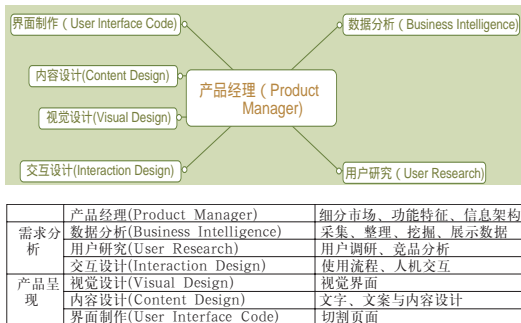 界面制作（User Interface Code)
数据分析（Business Intelligence)
内容设计(Content Design)
产品经理（Product
Manager)
视觉设计(Visual Design)
交互设计(Interaction Design)
用户研究（User Research)
产品经理(Product Manager) 细分市场、功能特征、信息架构
需求分析 数据分析(Business Intelligence) 采集、整理、挖掘、展示数据
用户研究(User Research) 用户调研、竞品分析
交互设计(Interaction Design) 使用流程、人机交互
产品呈现 视觉设计(Visual Design) 视觉界面
内容设计(Content Design) 文字、文案与内容设计
界面制作(User Interface Code) 切割页面